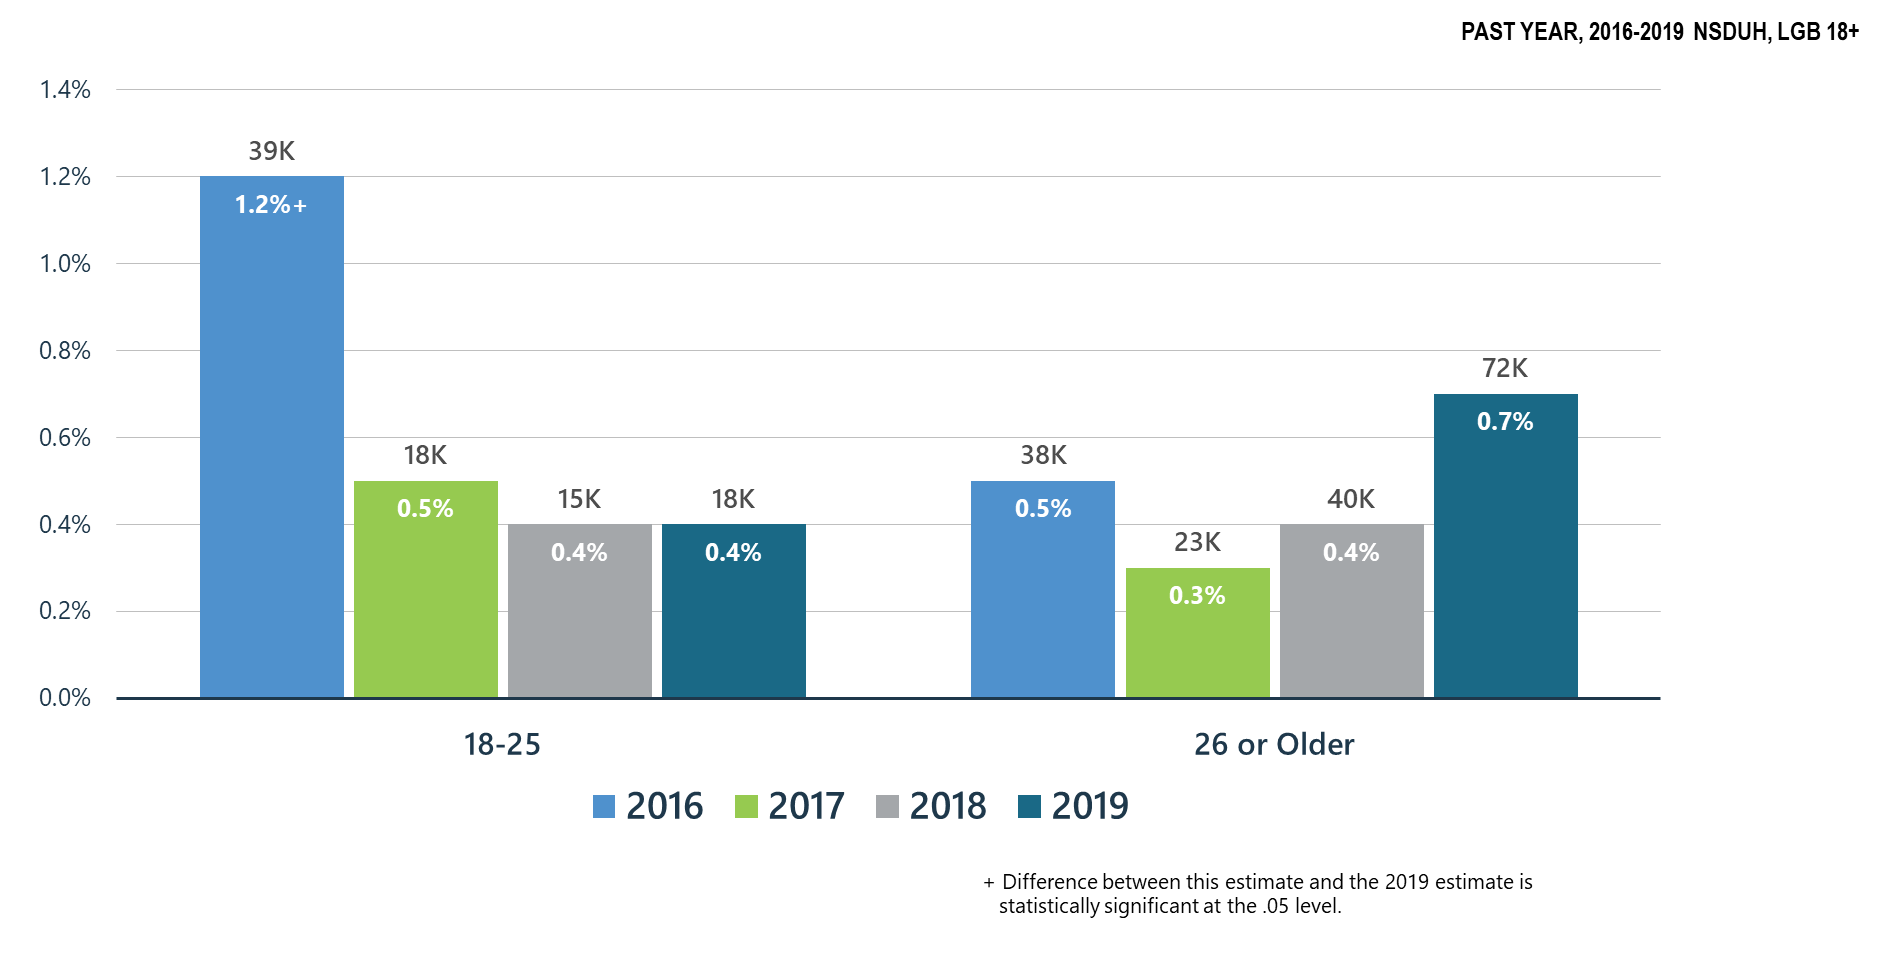 PAST YEAR, 2016-2019 NSDUH, LGB 18+
1.4%
1.2%
1.0%
0.8%
0.6%
0.4%
0.2%
0.0%
39K
1.2%+
18K
0.5%
15K
0.4%
18K
0.4%
38K
0.5%
23K
0.3%
40K
0.4%
72K
0.7%
18-25
26 or Older
2016 2017 2018 2019
+ Difference between this estimate and the 2019 estimate is
statistically significant at the .05 level.